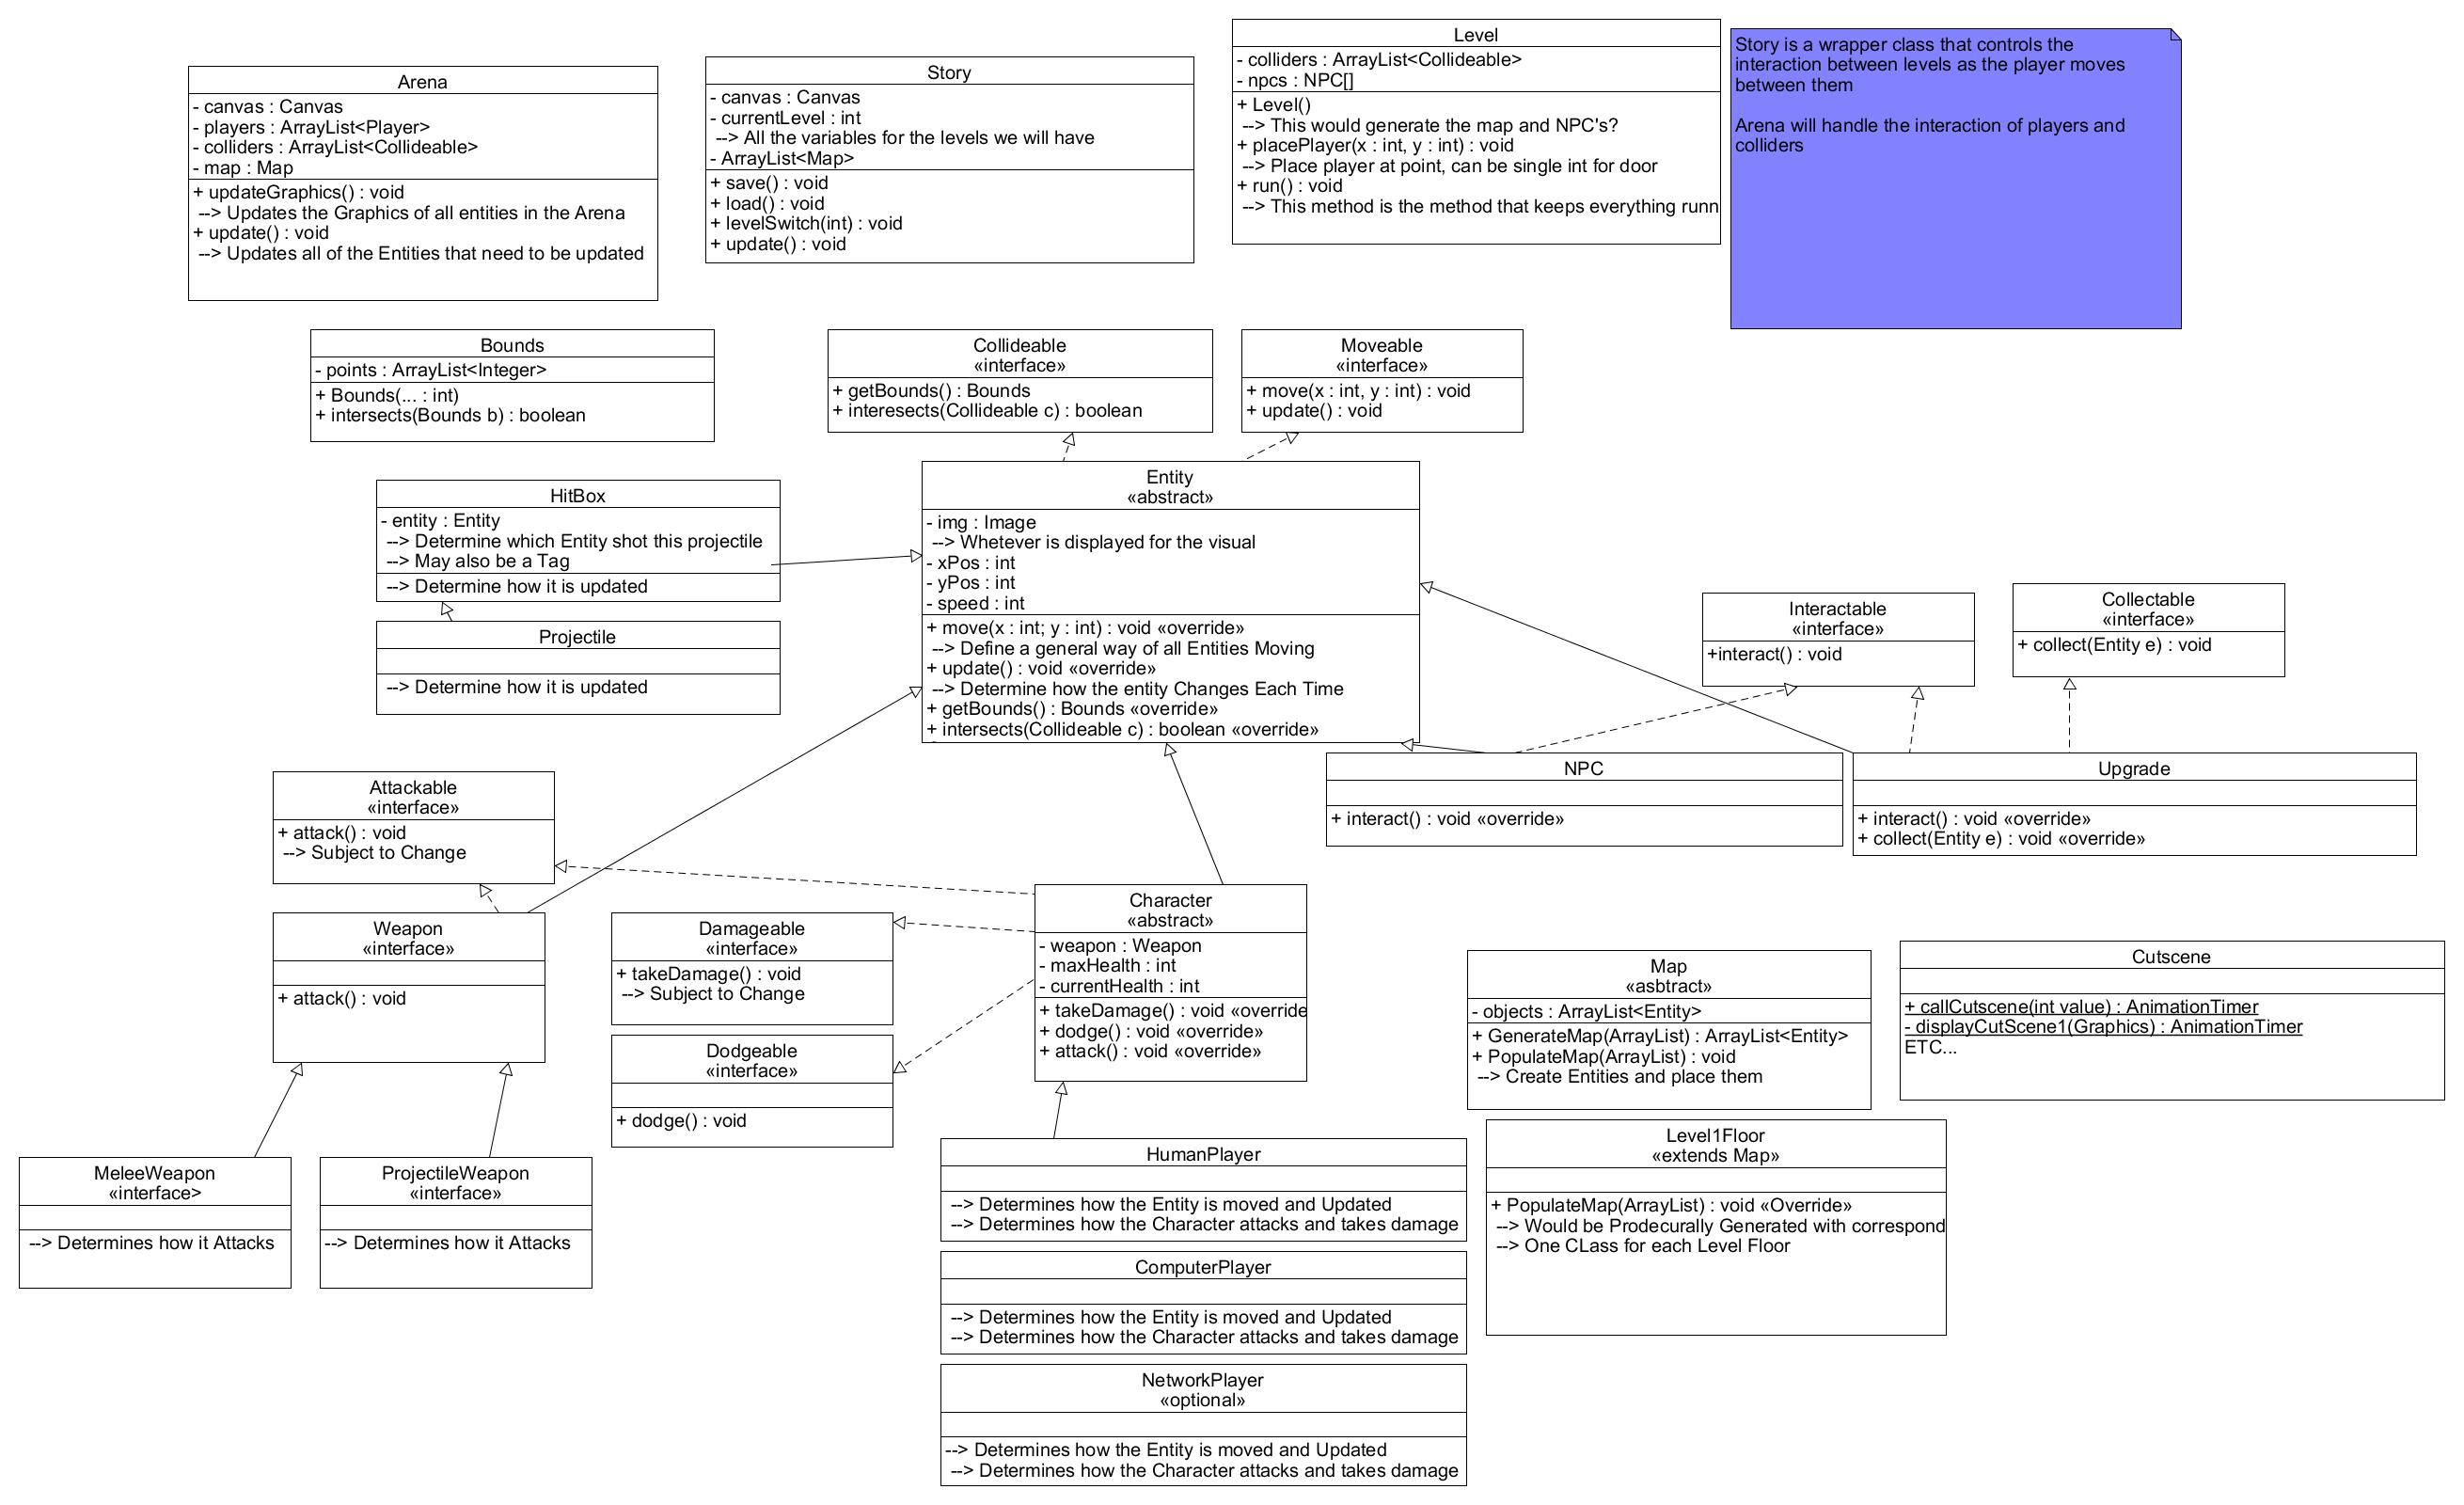 Arena
- canvas : Canvas
- players : ArrayList<Player>
- colliders : ArrayList<Collideable>
- map : Map
+ updateGraphics() : void
--> Updates the Graphics of all entities in the Arena
+ update() : void
--> Updates all of the Entities that need to be updated
Story
- canvas : Canvas
- currentLevel : int
--> All the variables for the levels we will have
- ArrayList<Map>
+ save() : void
+ load() : void
+ levelSwitch(int) : void
+ update() : void
Level
- colliders : ArrayList<Collideable>
- npcs : NPC[]
+ Level()
--> This would generate the map and NPC's?
+ placePlayer(x : int, y : int) : void
--> Place player at point, can be single int for door
+ run() : void
--> This method is the method that keeps everything runn
Story is a wrapper class that controls the
interaction between levels as the player moves
between them
Arena will handle the interaction of players and
colliders
Bounds
- points : ArrayList<Integer>
+ Bounds(... : int)
+ intersects(Bounds b) : boolean
Collideable
«interface»
+ getBounds() : Bounds
+ interesects(Collideable c) : boolean
Moveable
«interface»
+ move(x : int, y : int) : void
+ update() : void
HitBox
- entity : Entity
--> Determine which Entity shot this projectile
--> May also be a Tag
--> Determine how it is updated
Projectile
--> Determine how it is updated
Entity
«abstract»
- img : Image
--> Whetever is displayed for the visual
- xPos : int
- yPos : int
- speed : int
+ move(x : int; y : int) : void «override»
--> Define a general way of all Entities Moving
+ update() : void «override»
--> Determine how the entity Changes Each Time
+ getBounds() : Bounds «override»
+ intersects(Collideable c) : boolean «override»
Interactable
«interface»
+interact() : void
Collectable
«interface»
+ collect(Entity e) : void
NPC
+ interact() : void «override»
Upgrade
+ interact() : void «override»
+ collect(Entity e) : void «override»
Attackable
«interface»
+ attack() : void
--> Subject to Change
Weapon
«interface»
+ attack() : void
Damageable
«interface»
+ takeDamage() : void
--> Subject to Change
Dodgeable
«interface»
+ dodge() : void
Character
«abstract»
- weapon : Weapon
- maxHealth : int
- currentHealth : int
+ takeDamage() : void «override
+ dodge() : void «override»
+ attack() : void «override»
Map
«asbtract»
- objects : ArrayList<Entity>
+ GenerateMap(ArrayList) : ArrayList<Entity>
+ PopulateMap(ArrayList) : void
--> Create Entities and place them
Cutscene
+ callCutscene(int value) : AnimationTimer
- displayCutScene1(Graphics) : AnimationTimer
ETC...
MeleeWeapon
«interface>
--> Determines how it Attacks
ProjectileWeapon
«interface»
--> Determines how it Attacks
HumanPlayer
--> Determines how the Entity is moved and Updated
--> Determines how the Character attacks and takes damage
ComputerPlayer
--> Determines how the Entity is moved and Updated
--> Determines how the Character attacks and takes damage
NetworkPlayer
«optional»
--> Determines how the Entity is moved and Updated
--> Determines how the Character attacks and takes damage
Level1Floor
«extends Map»
+ PopulateMap(ArrayList) : void «Override»
--> Would be Prodecurally Generated with correspond
--> One CLass for each Level Floor